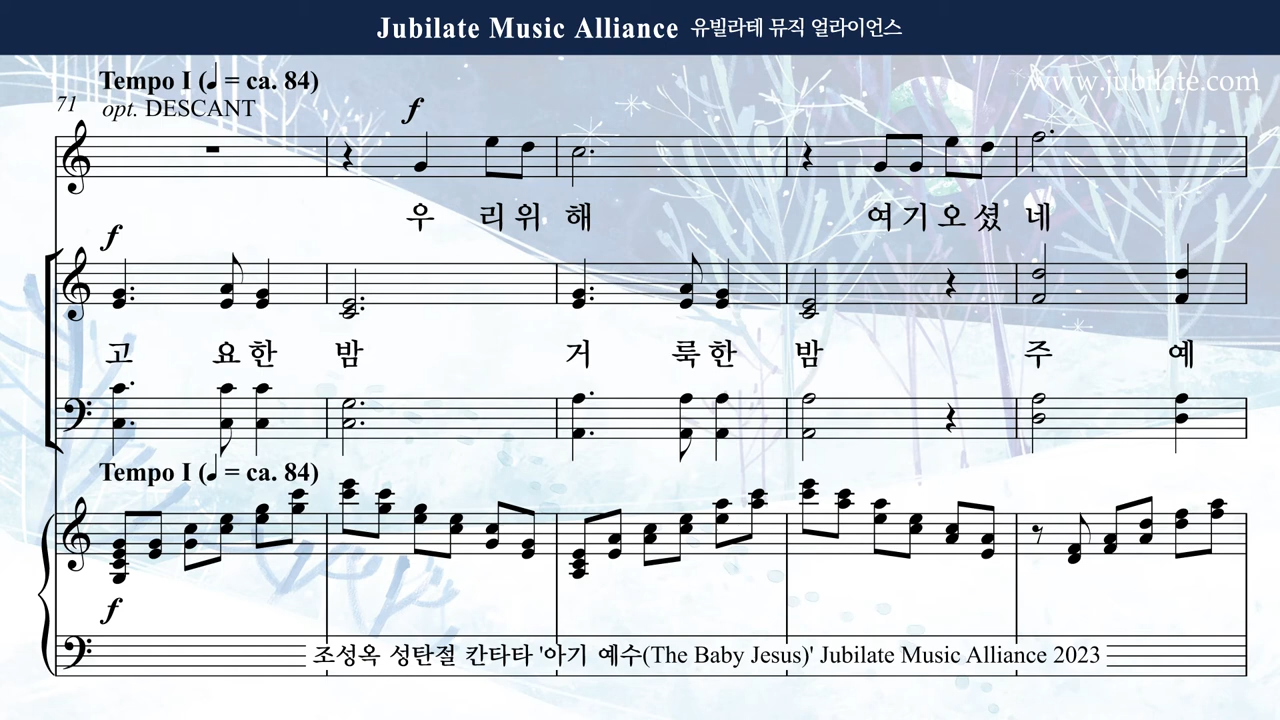 Jubilate Music Alliance 유빌라테 뮤직 얼라이언스
www.jubilate.com
Tempo I (♩ = ca. 84)
71 opt. DESCANT
f
우 리 위 해 여 기 오 셨 네
f
고 요 한 밤 거 룩 한 밤 주 예
Tempo I (♩ = ca. 84)
f
조성옥 성탄절 칸타타 '아기 예수(The Baby Jesus)' Jubilate Music Alliance 2023